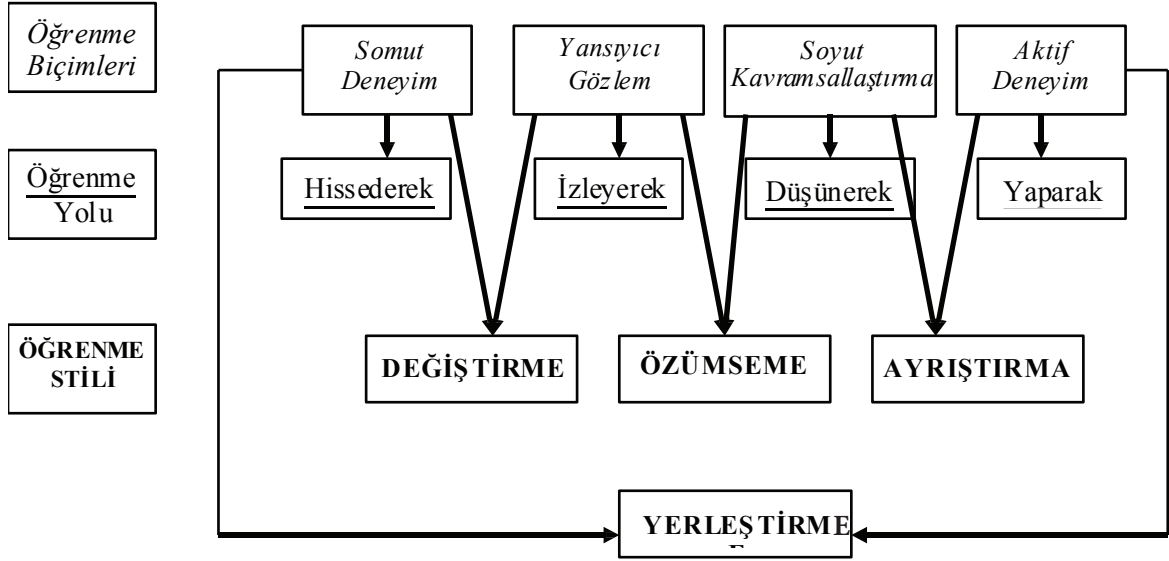 Öğrenme
Biçimleri
Somut
Deneyim
Yansıyıcı
Gözlem
Soyut
Kavramsallaştırma
Aktif
Deneyim
Öğrenme
Yolu
Hissederek
İzleyerek
Düşünerek
Yaparak
ÖĞRENME
STİLİ
DEĞİŞTİRME
ÖZÜMSEME
AYRIŞTIRMA
YERLEŞTİRME